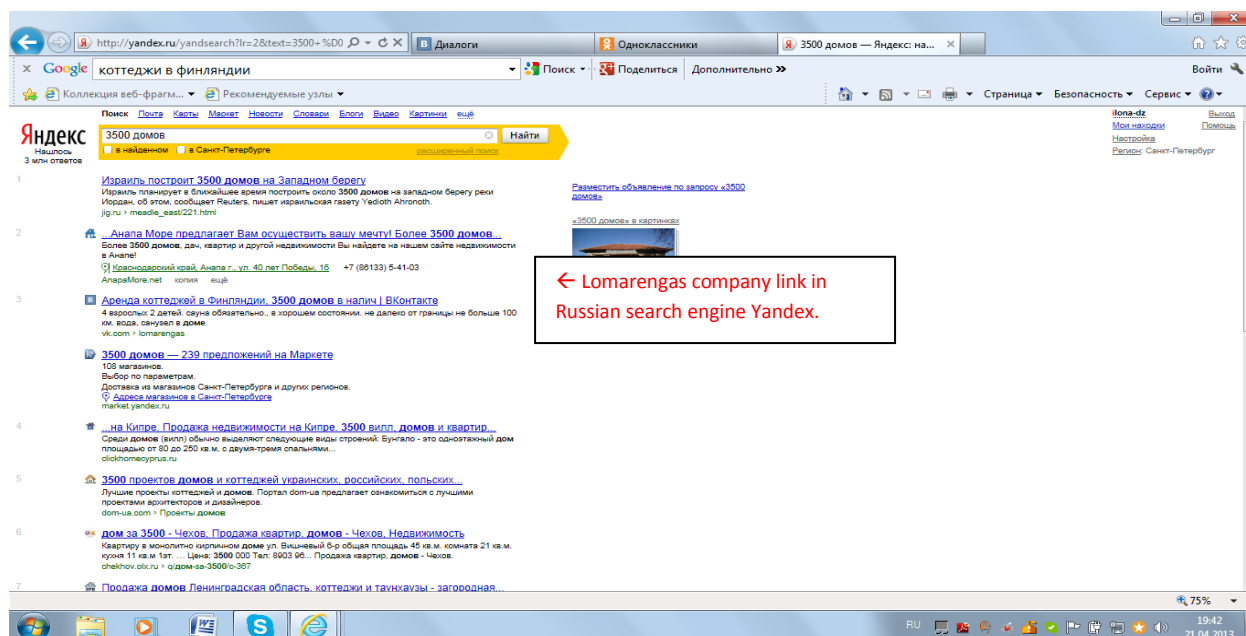 http://yandex.ru/yandsearch?lr=2&text=3500+%D0
Диалоги
Одноклассники
3500 домов — Яндекс: на...
x Google коттеджи в финляндии
Поиск
Поделиться
Дополнительно »
Войти
Коллекция веб-фрагм...
Рекомендуемые узлы
Страница
Безопасность
Сервис
Поиск Почта Карты Маркет Новости Словари Блоги Видео Картинки ещё
ilona-dz Выход
Мои находки Помощь
Настройка
Регион: Санкт-Петербург
Яндекс
Нашлось
3 млн ответов
3500 домов
Найти
в найденном в Санкт-Петербурге расширенный поиск
1 Израиль построит 3500 домов на Западном берегу
Израиль планирует в ближайшее время построить около 3500 домов на западном берегу реки
Иордан, об этом, сообщает Reuters, пишет израильская газету Yedioth Ahronoth.
jig.ru › meadle_east/221.html
Разместить объявление по запросу «3500
домов»
«3500 домов» в картинках
2 ...Анапа Море предлагает Вам осуществить вашу мечту! Более 3500 домов...
Более 3500 домов, дач, квартир и другой недвижимости Вы найдете на нашем сайте недвижимости
в Анапе!
Краснодарский край, Анапа г., ул. 40 лет Победы, 16 +7 (86133) 5-41-03
AnapaMore.net копия ещё
← Lomarengas company link in
Russian search engine Yandex.
3 Аренда коттеджей в Финляндии, 3500 домов в налич | ВКонтакте
4 взрослых 2 детей. сауна обязательно., в хорошем состоянии. не далеко от границы не больше 100
км. вода, санузел в доме.
vk.com › lomarengas
3500 домов — 239 предложений на Маркете
108 магазинов.
Выбор по параметрам.
Доставка из магазинов Санкт-Петербурга и других регионов.
Адреса магазинов в Санкт-Петербурге
market.yandex.ru
4 ...на Кипре. Продажа недвижимости на Кипре. 3500 вилл, домов и квартир...
Среди домов (вилл) обычно выделяют следующие виды строений: Бунгало - это одноэтажный дом
площадью от 80 до 250 кв.м, с двумя-тремя спальнями...
clickhomecyprus.ru
5 3500 проектов домов и коттеджей украинских, российских, польских...
Лучшие проекты коттеджей и домов. Портал dom-ua предлагает ознакомиться с лучшими
проектами архитекторов и дизайнеров.
dom-ua.com › Проекты домов
6 дом за 3500 - Чехов, Продажа квартир, домов - Чехов, Недвижимость
Квартиру в монолитно кирпичном доме ул. Вишневый б-р общая площадь 45 кв.м. комната 21 кв.м.
кухня 11 кв.м 1эт. ... Цена: 3500 000 Тел: 8903 96... Продажа квартир, домов - Чехов.
chekhov.olx.ru › q/дом-за-3500/c-367
7 Продажа домов Ленинградская область, коттеджи и таунхаузы - загородная...
75%
RU
19:42
21.04.2013